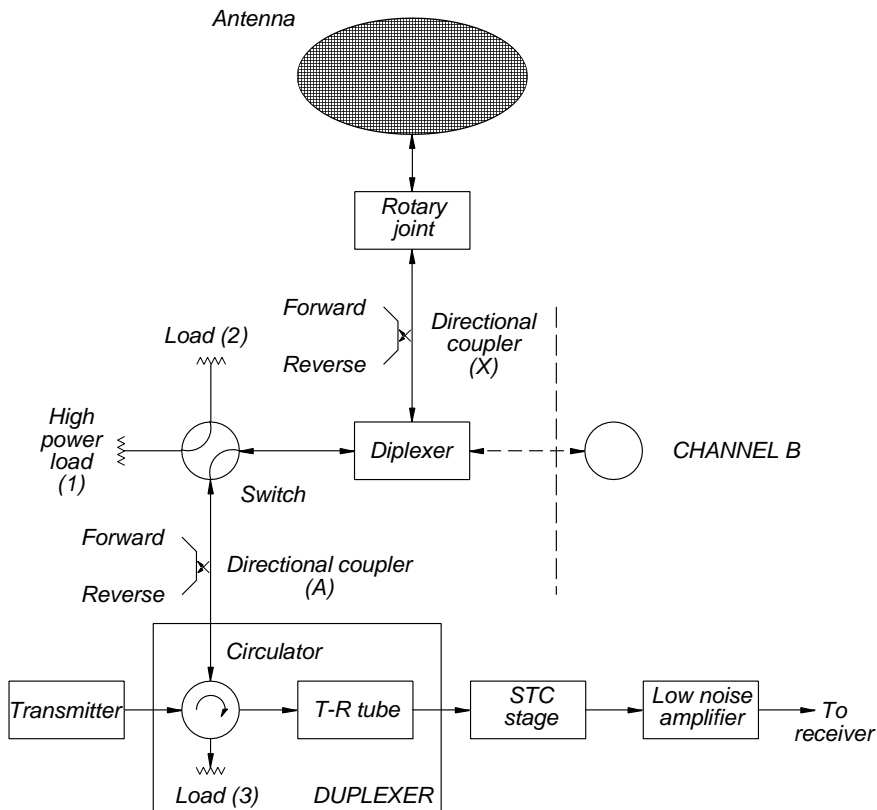 Antenna
Rotary
joint
Forward
Reverse
Directional
coupler
(X)
Load (2)
High
power
load
(1)
Diplexer
CHANNEL B
Switch
Forward
Reverse
Directional coupler
(A)
Circulator
Transmitter
T-R tube
STC
stage
Low noise
amplifier
To
receiver
Load (3)
DUPLEXER